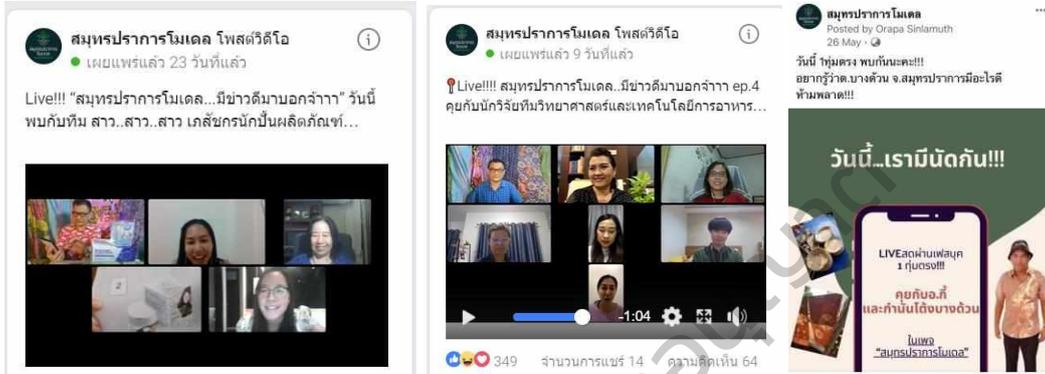 สมุทรปราการโมเดล โพสต์วิดีโอ
เผยแพร่แล้ว 23 วันที่แล้ว
Live!!! “สมุทรปราการโมเดล...มีข่าวดีมาบอกจ้าาา” วันนี้
พบกับทีม สาว..สาว..สาว เภสัชกรนักปั้นผลิตภัณฑ์...
2
สมุทรปราการโมเดล โพสต์วิดีโอ
เผยแพร่แล้ว 9 วันที่แล้ว
Live!!!! สมุทรปราการโมเดล..มีข่าวดีมาบอกจ้าาา ep.4
คุยกับนักวิจัยทีมวิทยาศาสตร์และเทคโนโลยีการอาหาร...
-1:04
349 จำนวนการแชร์ 14 ความคิดเห็น 64
สมุทรปราการโมเดล
Posted by Orapa Sinlamuth
26 May ·
วันนี้ 1ทุ่มตรง พบกันนะคะ!!!
อยากรู้ว่าต.บางด้วน จ.สมุทรปราการมีอะไรดี
ห้ามพลาด!!!
วันนี้...เรามีนัดกัน!!!
LIVEสดผ่านเฟสบุค
1 ทุ่มตรง!!!
คุยกับอ.กี้
และกำนันโต้งบางด้วน
ในเพจ
“สมุทรปราการโมเดล”